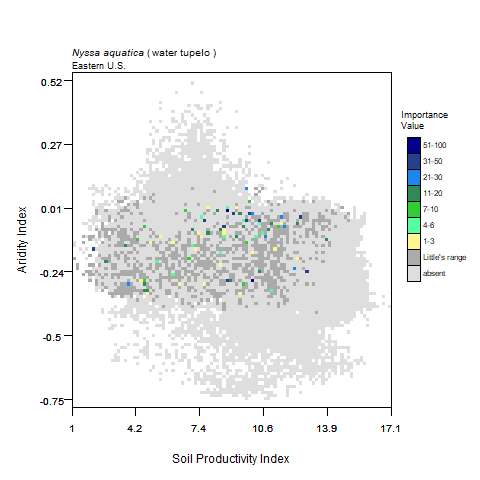 Nyssa aquatica ( water tupelo )
Eastern U.S.
0.52
0.27
0.01
-0.24
-0.5
-0.75
Aridity Index
1 4.2 7.4 10.6 13.9 17.1
Soil Productivity Index
Importance
Value
51-100
31-50
21-30
11-20
7-10
4-6
1-3
Little's range
absent